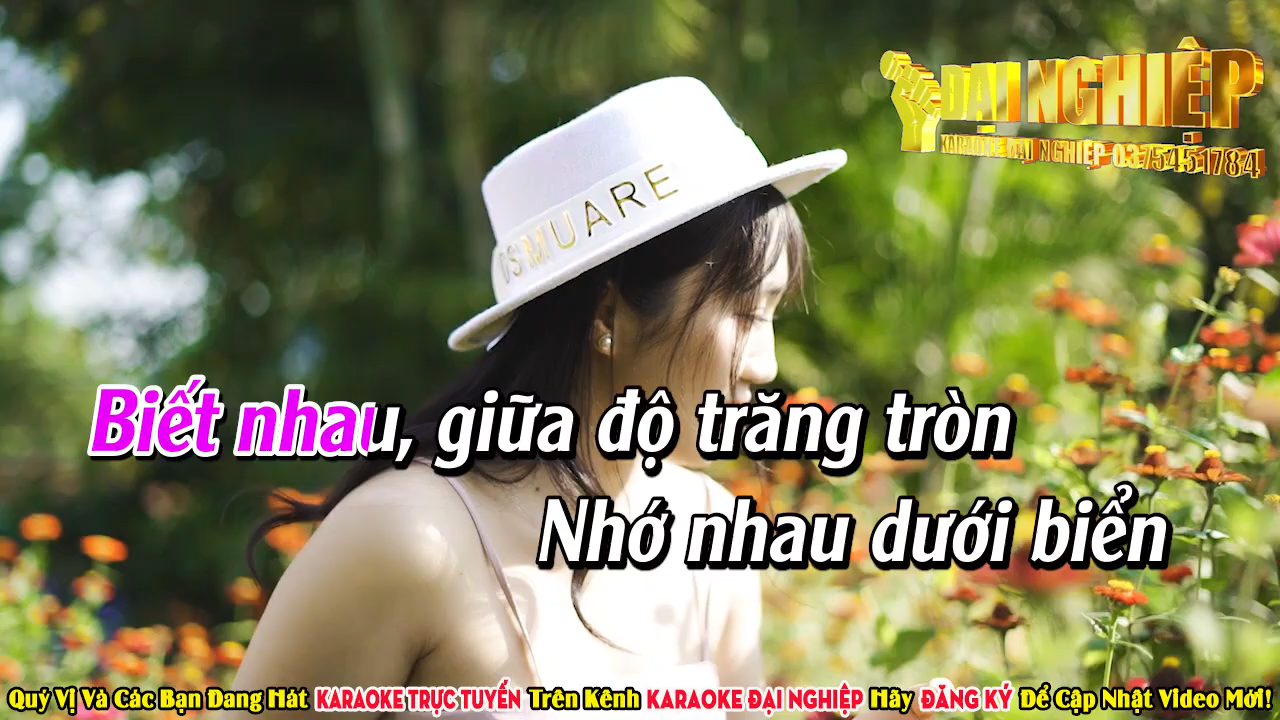 ĐẠI NGHIỆP
KARAOKE ĐẠI NGHIỆP 0375451784
OSMUARE
Biết nhau, giữa độ trăng tròn
Nhớ nhau dưới biển
Quý Vị Và Các Bạn Đang Hát KARAOKE TRỰC TUYẾN Trên Kênh KARAOKE ĐẠI NGHIỆP Hãy ĐĂNG KÝ Để Cập Nhật Video Mới!